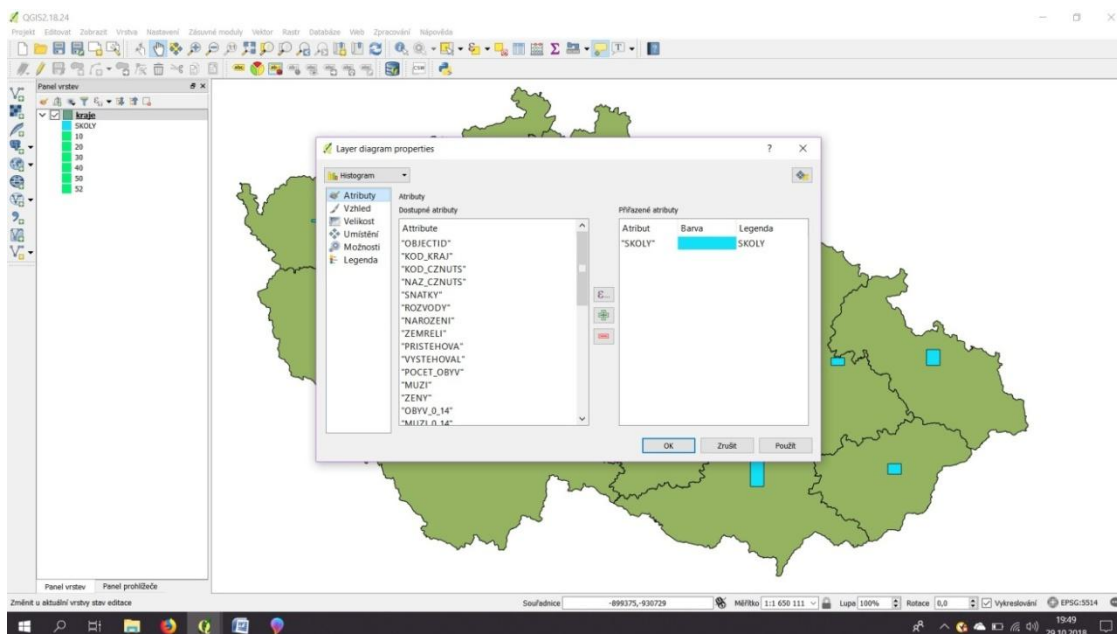 QGIS2.18.24
Projekt Editovat Zobrazit Vrstva Nastavení Zásuvné moduly Vektor Rastr Databáze Web Zpracování Nápověda
Panel vrstev
kraje
SKOLY
10
20
30
40
50
52
Layer diagram properties
Histogram
Atributy
Vzhled
Velikost
Umístění
Možnosti
Legenda
Atributy
Dostupné atributy
Attribute
"OBJECTID"
"KOD_KRAJ"
"KOD_CZNUTS"
"NAZ_CZNUTS"
"SNATKY"
"ROZVODY"
"NAROZENI"
"ZEMRELI"
"PRISTEHOVA"
"VYSTEHOVAL"
"POCET_OBYV"
"MUZI"
"ZENY"
"OBYV_0_14"
"MUZI_0_14"
Přiřazené atributy
Atribut Barva Legenda
"SKOLY" SKOLY
OK Zrušit Použít
Panel vrstev Panel prohlížeče
Změnit u aktuální vrstvy stav editace
Souřadnice -899375,-930729 Měřítko 1:1 650 111 Lupa 100% Rotace 0,0 Vykreslování EPSG:5514
19:49
29.10.2018